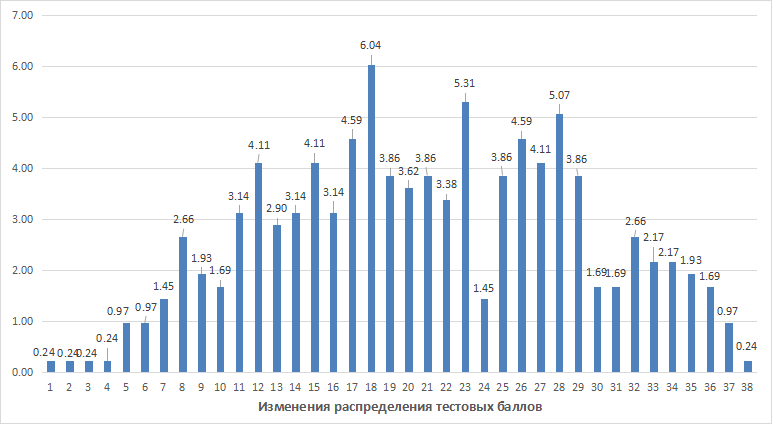 7.00
6.00
5.00
4.00
3.00
2.00
1.00
0.00
0.24 0.24 0.24 0.24 0.97 0.97 1.45 2.66 1.93 1.69 3.14 4.11 2.90 3.14 4.11 3.14 4.59 6.04 3.86 3.62 3.86 3.38 5.31 1.45 3.86 4.59 4.11 5.07 3.86 1.69 1.69 2.66 2.17 2.17 1.93 1.69 0.97 0.24
1 2 3 4 5 6 7 8 9 10 11 12 13 14 15 16 17 18 19 20 21 22 23 24 25 26 27 28 29 30 31 32 33 34 35 36 37 38
Изменения распределения тестовых баллов